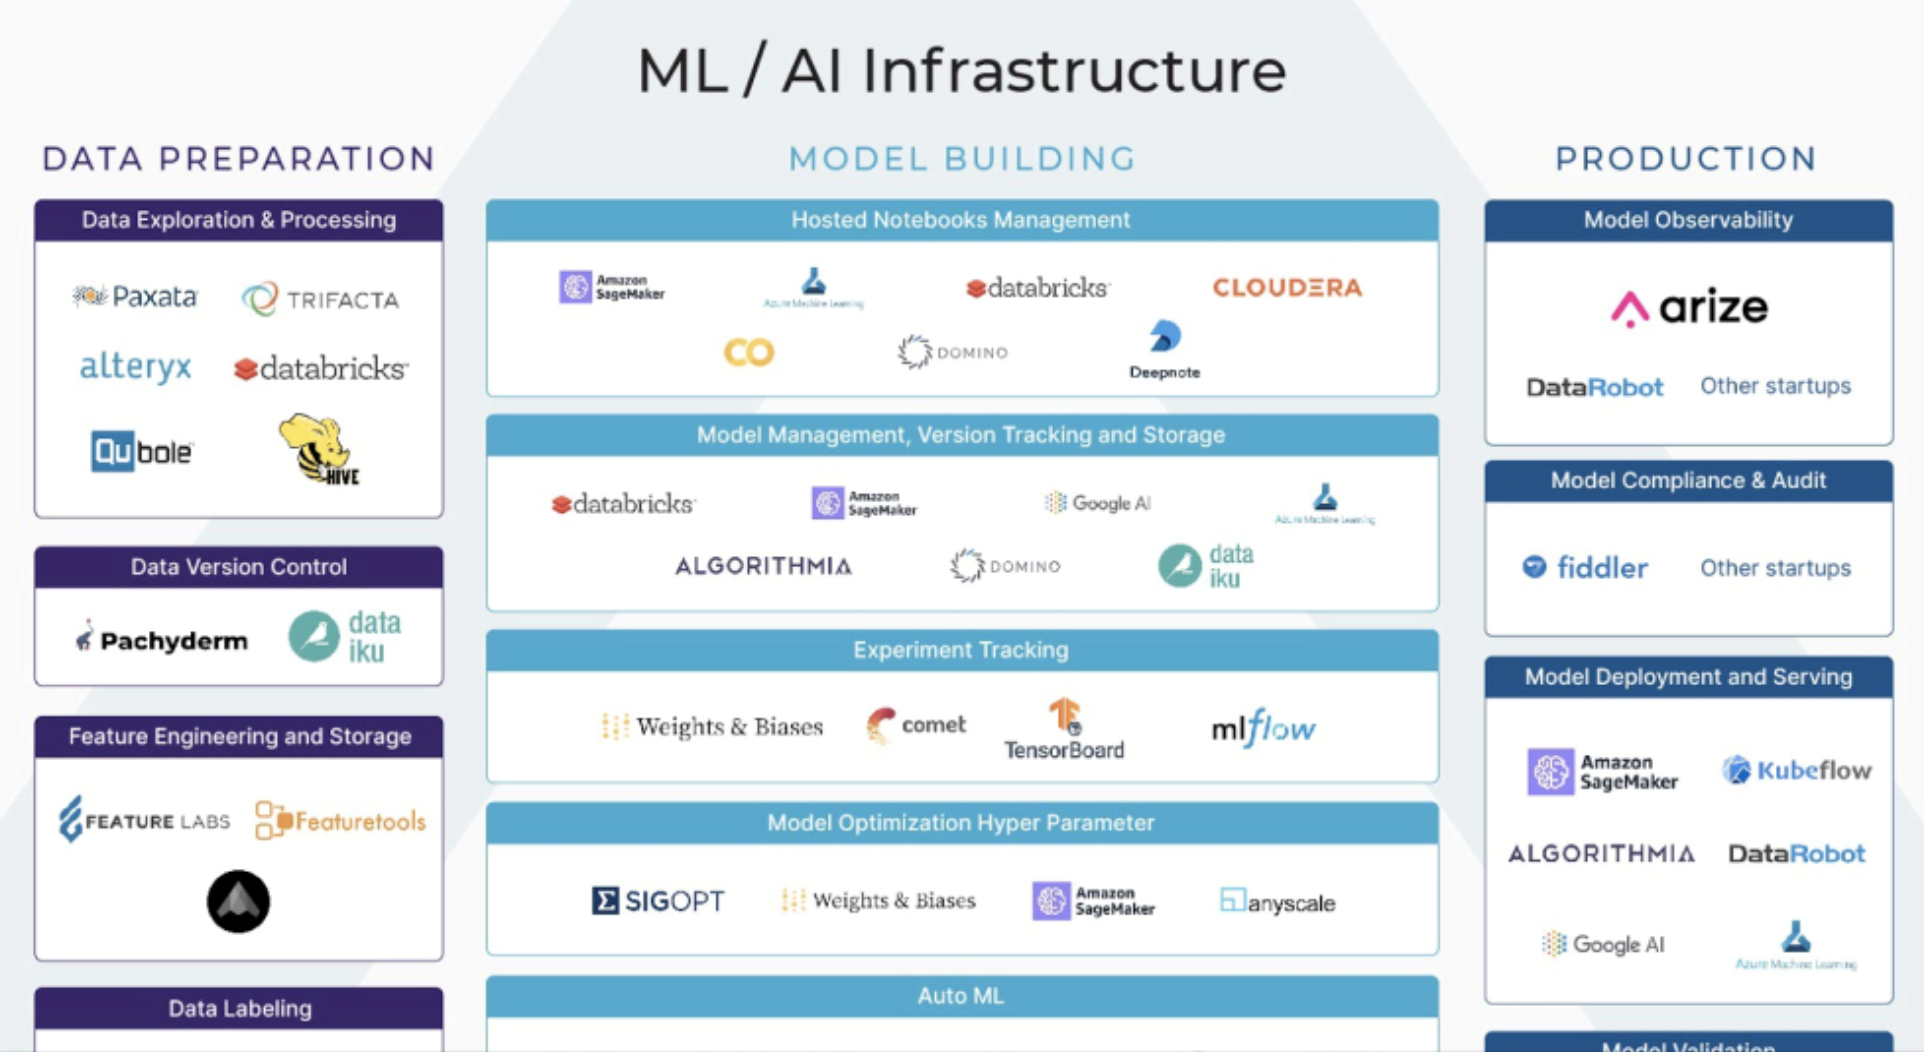 ML / AI Infrastructure
DATA PREPARATION
Data Exploration & Processing
Paxata
TRIFACTA
alteryx
databricks
Qubole
HIVE
Data Version Control
Pachyderm
data
iku
Feature Engineering and Storage
FEATURE LABS
Featuretools
Data Labeling
MODEL BUILDING
Hosted Notebooks Management
Amazon
SageMaker
Azure Machine Learning
databricks
CLOUDERA
CO
DOMINO
Deepnote
Model Management, Version Tracking and Storage
databricks
Amazon
SageMaker
Google AI
Azure Machine Learning
ALGORITHMIA
DOMINO
data
iku
Experiment Tracking
Weights & Biases
comet
TensorBoard
mlflow
Model Optimization Hyper Parameter
SIGOPT
Weights & Biases
Amazon
SageMaker
anyscale
Auto ML
PRODUCTION
Model Observability
arize
DataRobot
Other startups
Model Compliance & Audit
fiddler
Other startups
Model Deployment and Serving
Amazon
SageMaker
Kubeflow
ALGORITHMIA
DataRobot
Google AI
Azure Machine Learning
Model Validation